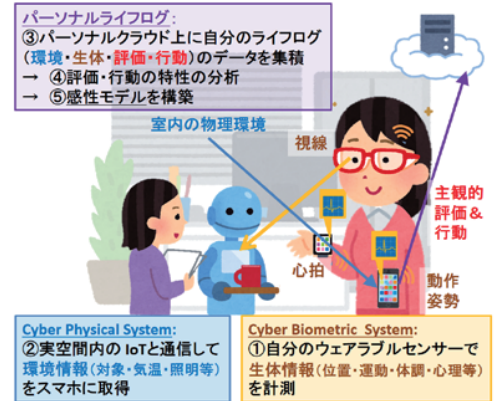 パーソナルライフログ：
③パーソナルクラウド上に自分のライフログ
（環境・生体・評価・行動）のデータを集積
→ ④評価・行動の特性の分析
→ ⑤感性モデルを構築
室内の物理環境
視線
主観的
評価&
行動
心拍
動作
姿勢
Cyber Physical System:
②実空間内の IoTと通信して
環境情報（対象・気温・照明等）
をスマホに取得
Cyber Biometric System:
①自分のウェアラブルセンサーで
生体情報（位置・運動・体調・心理等）
を計測